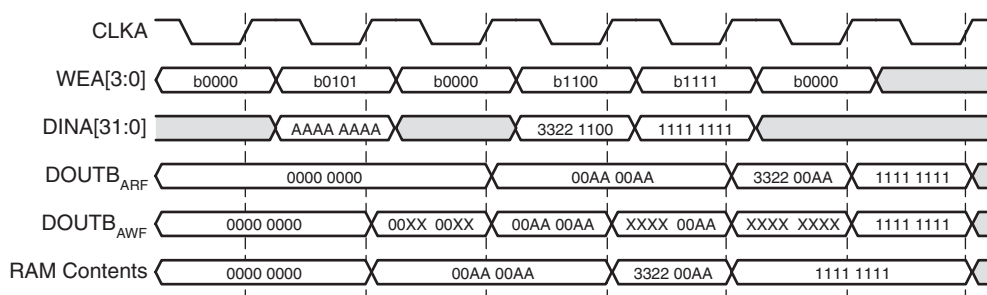 CLKA
WEA[3:0] b0000 b0101 b0000 b1100 b1111 b0000
DINA[31:0] AAAA AAAA 3322 1100 1111 1111
DOUTB_ARF 0000 0000 00AA 00AA 3322 00AA 1111 1111
DOUTB_AWF 0000 0000 00XX 00XX 00AA 00AA XXXX 00AA XXXX XXXX 1111 1111
RAM Contents 0000 0000 00AA 00AA 3322 00AA 1111 1111